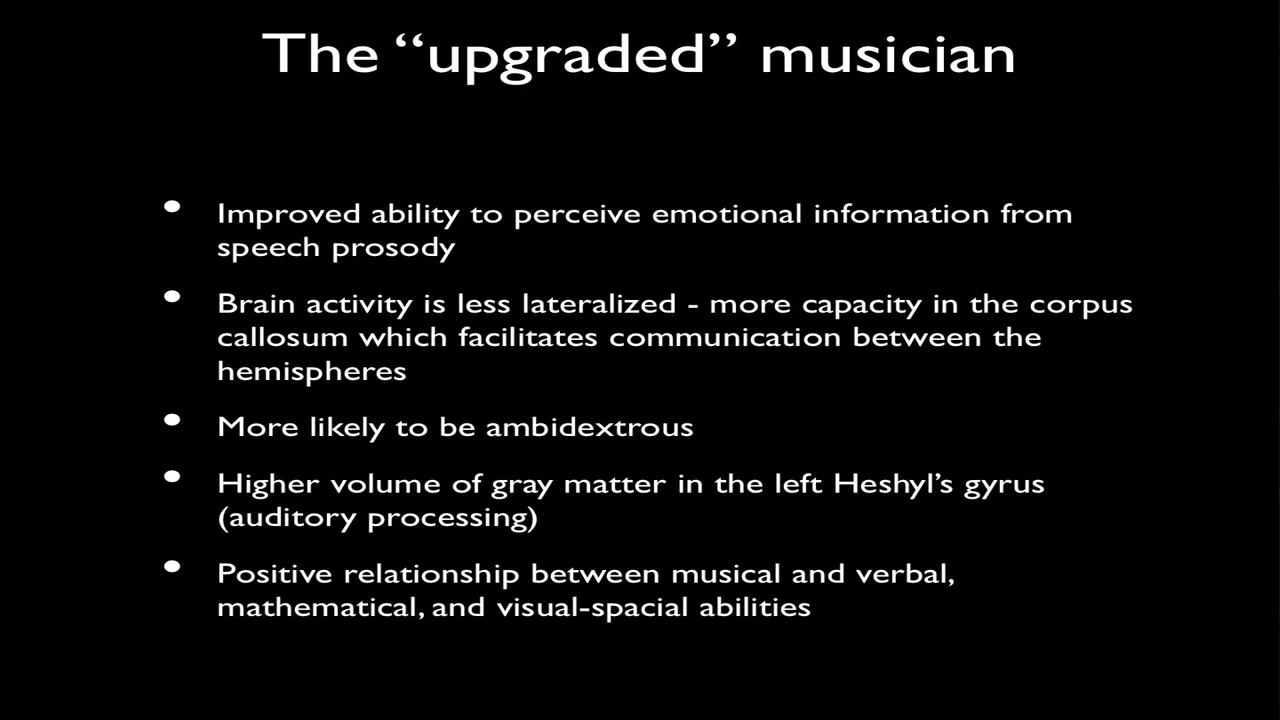 The “upgraded” musician
• Improved ability to perceive emotional information from
speech prosody
• Brain activity is less lateralized - more capacity in the corpus
callosum which facilitates communication between the
hemispheres
• More likely to be ambidextrous
• Higher volume of gray matter in the left Heshyl’s gyrus
(auditory processing)
• Positive relationship between musical and verbal,
mathematical, and visual-spacial abilities